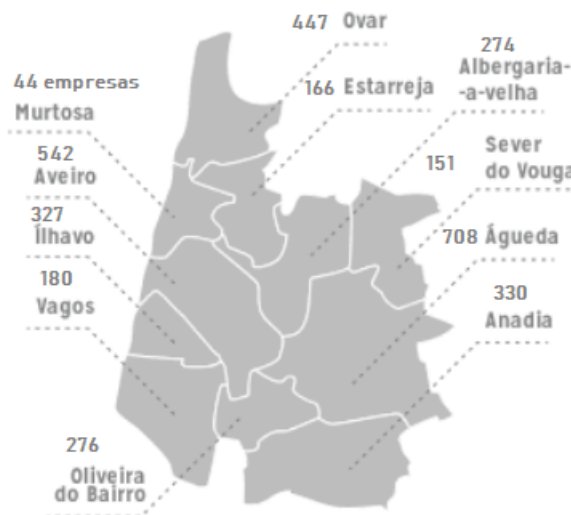 447 Ovar
274
Albergaria-
-a-velha
44 empresas
Murtosa
166 Estarreja
151
Sever
do Vouga
542
Aveiro
327
Ílhavo
708 Águeda
180
Vagos
330
Anadia
276
Oliveira
do Bairro